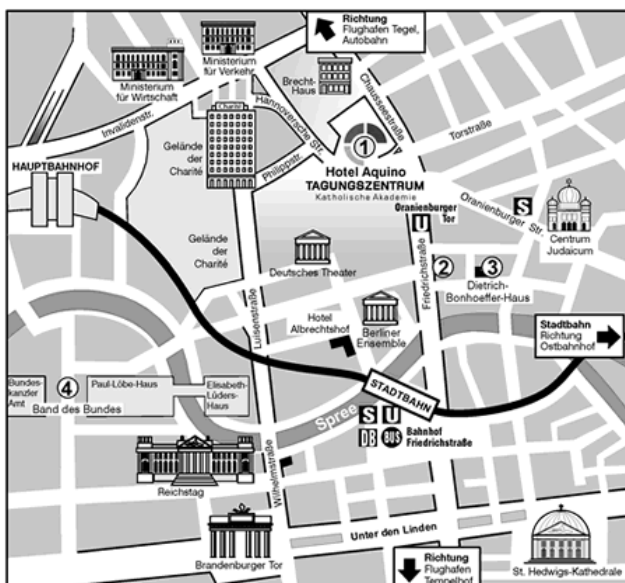 Richtung
Flughafen Tegel,
Autobahn
Ministerium
für Verkehr
Ministerium
für Wirtschaft
Brecht-
Haus
Chausseestraße
Hannoversche Str.
Invalidenstr.
Charité
Torstraße
Gelände
der
Charité
Philippstr.
1
HAUPTBAHNHOF
Hotel Aquino
TAGUNGSZENTRUM
Katholische Akademie
Oranienburger
Tor
U
S
Oranienburger Str.
Centrum
Judaicum
Gelände
der
Charité
Deutsches Theater
Friedrichstraße
2
3
Dietrich-
Bonhoeffer-Haus
Luisenstraße
Hotel
Albrechtshof
Berliner
Ensemble
Stadtbahn
Richtung
Ostbahnhof
Bundes-
kanzler
Amt
4
Band des Bundes
Paul-Löbe-Haus
Elisabeth-
Lüders-
Haus
STADTBAHN
Spree
S U
DB BUS
Bahnhof
Friedrichstraße
Reichstag
Wilhelmstraße
Unter den Linden
Brandenburger Tor
Richtung
Flughafen
Tempelhof
St. Hedwigs-Kathedrale